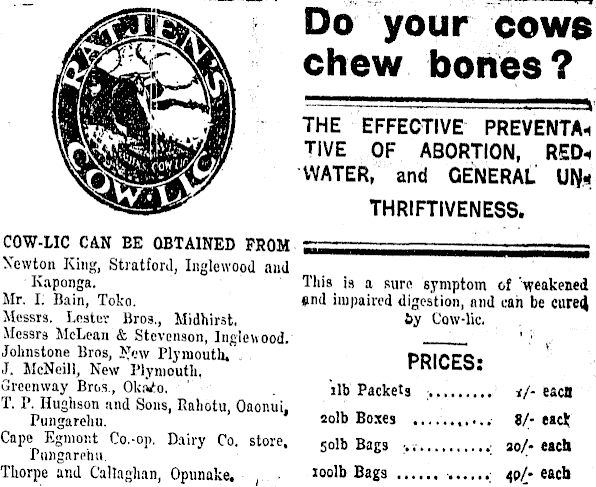 RATJEN'S
COW-LIC
COW-LIC CAN BE OBTAINED FROM
Newton King, Stratford, Inglewood and
Kaponga.
Mr. I. Bain, Toko.
Messrs. Lester Bros., Midhirst.
Messrs McLean & Stevenson, Inglewood.
Johnstone Bros, New Plymouth.
J. McNeill, New Plymouth.
Greenway Bros., Okato.
T. P. Hughson and Sons, Rahotu, Oaonui,
Pungarehu.
Cape Egmont Co.-op. Dairy Co. store,
Pungarehu.
Thorpe and Callaghan, Opunake.
Do your cows
chew bones?
THE EFFECTIVE PREVENTA-
TIVE OF ABORTION, RED-
WATER, and GENERAL UN-
THRIFTIVENESS.
This is a sure symptom of weakened
and impaired digestion, and can be cured
by Cow-lic.
PRICES:
1lb Packets ......... 1/- each
20lb Boxes ........... 8/- each
50lb Bags ............ 20/- each
100lb Bags ...... ...... 40/- each